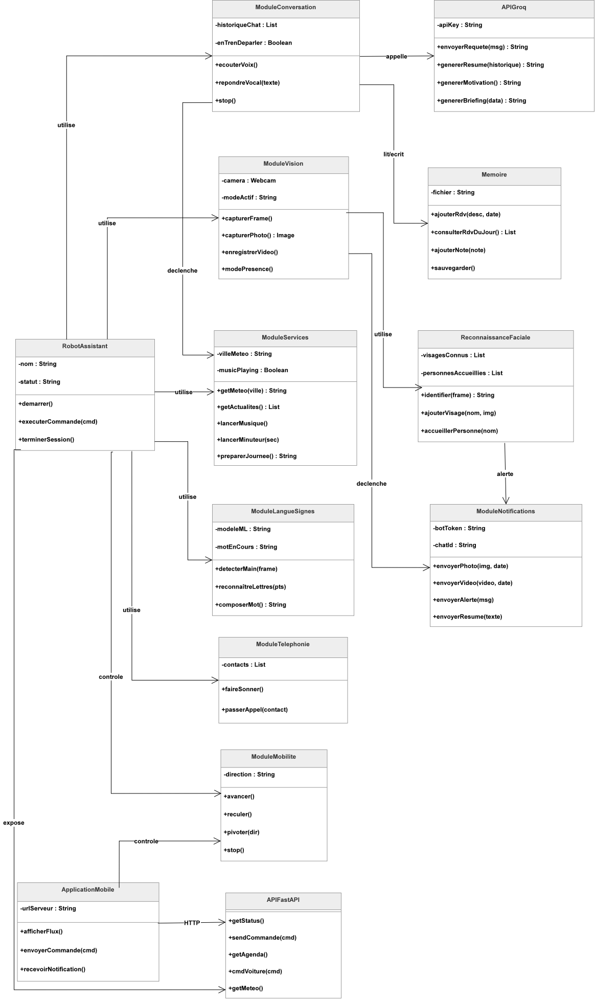 ModuleConversation
-historiqueChat : List
-enTrenDeparler : Boolean
+ecouterVoix()
+repondreVocal(texte)
+stop()
APIGroq
-apiKey : String
+envoyerRequete(msg) : String
+genererResume(historique) : String
+genererMotivation() : String
+genererBriefing(data) : String
appelle
utilise
lit/ecrit
ModuleVision
-camera : Webcam
-modeActif : String
+capturerFrame()
+capturerPhoto() : Image
+enregistrerVideo()
+modePresence()
Memoire
-fichier : String
+ajouterRdv(desc, date)
+consulterRdvDuJour() : List
+ajouterNote(note)
+sauvegarder()
utilise
declenche
utilise
ModuleServices
-villeMeteo : String
-musicPlaying : Boolean
+getMeteo(ville) : String
+getActualites() : List
+lancerMusique()
+lancerMinuteur(sec)
+preparerJournee() : String
ReconnaissanceFaciale
-visagesConnus : List
-personnesAccueillies : List
+identifier(frame) : String
+ajouterVisage(nom, img)
+accueillerPersonne(nom)
RobotAssistant
-nom : String
-statut : String
+demarrer()
+executerCommande(cmd)
+terminerSession()
utilise
alerte
declenche
utilise
ModuleLangueSignes
-modeleML : String
-motEnCours : String
+detecterMain(frame)
+reconnaîtreLettres(pts)
+composerMot() : String
ModuleNotifications
-botToken : String
-chatId : String
+envoyerPhoto(img, date)
+envoyerVideo(video, date)
+envoyerAlerte(msg)
+envoyerResume(texte)
utilise
ModuleTelephonie
-contacts : List
+faireSonner()
+passerAppel(contact)
controle
ModuleMobilite
-direction : String
+avancer()
+reculer()
+pivoter(dir)
+stop()
expose
controle
ApplicationMobile
-urlServeur : String
+afficherFlux()
+envoyerCommande(cmd)
+recevoirNotification()
HTTP
APIFastAPI
+getStatus()
+sendCommande(cmd)
+getAgenda()
+cmdVoiture(cmd)
+getMeteo()